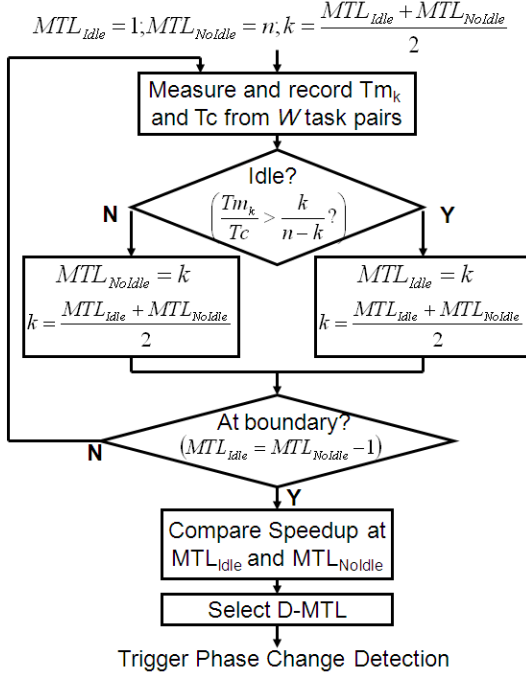 MTL_Idle = 1; MTL_NoIdle = n; k = (MTL_Idle + MTL_NoIdle) / 2
Measure and record Tm_k
and Tc from W task pairs
Idle?
N
(Tm_k / Tc > k / (n − k) ?)
Y
MTL_NoIdle = k
k = (MTL_Idle + MTL_NoIdle) / 2
MTL_Idle = k
k = (MTL_Idle + MTL_NoIdle) / 2
At boundary?
(MTL_Idle = MTL_NoIdle − 1)
N
Y
Compare Speedup at
MTL_Idle and MTL_NoIdle
Select D-MTL
Trigger Phase Change Detection